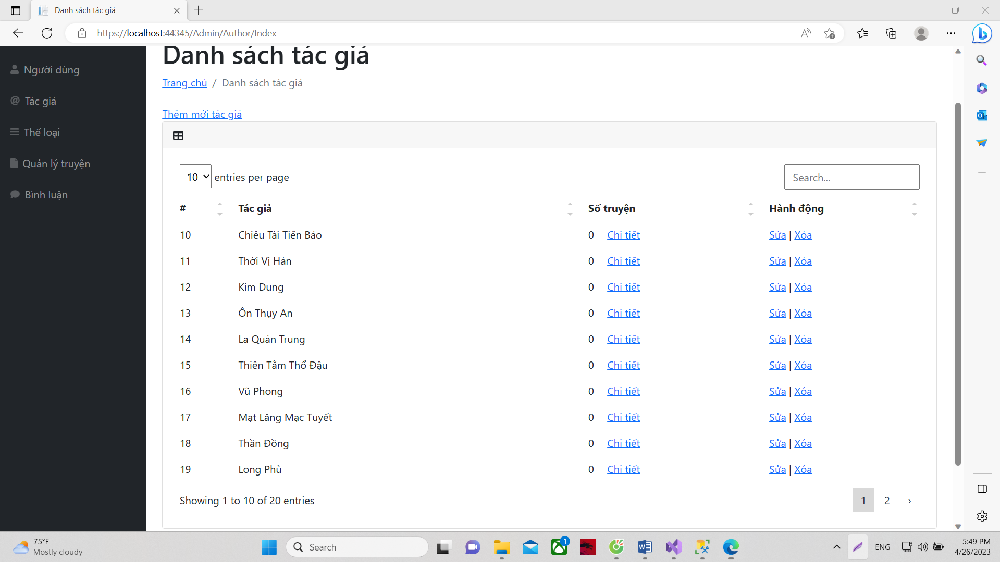 Danh sách tác giả
https://localhost:44345/Admin/Author/Index
Người dùng
Tác giả
Thể loại
Quản lý truyện
Bình luận
Danh sách tác giả
Trang chủ / Danh sách tác giả
Thêm mới tác giả
10 entries per page
Search...
# Tác giả Số truyện Hành động
10 Chiêu Tài Tiến Bảo 0 Chi tiết Sửa | Xóa
11 Thời Vị Hán 0 Chi tiết Sửa | Xóa
12 Kim Dung 0 Chi tiết Sửa | Xóa
13 Ôn Thụy An 0 Chi tiết Sửa | Xóa
14 La Quán Trung 0 Chi tiết Sửa | Xóa
15 Thiên Tằm Thổ Đậu 0 Chi tiết Sửa | Xóa
16 Vũ Phong 0 Chi tiết Sửa | Xóa
17 Mạt Lăng Mạc Tuyết 0 Chi tiết Sửa | Xóa
18 Thần Đồng 0 Chi tiết Sửa | Xóa
19 Long Phù 0 Chi tiết Sửa | Xóa
Showing 1 to 10 of 20 entries
1 2 ›
75°F
Mostly cloudy
Search
1
ENG
5:49 PM
4/26/2023